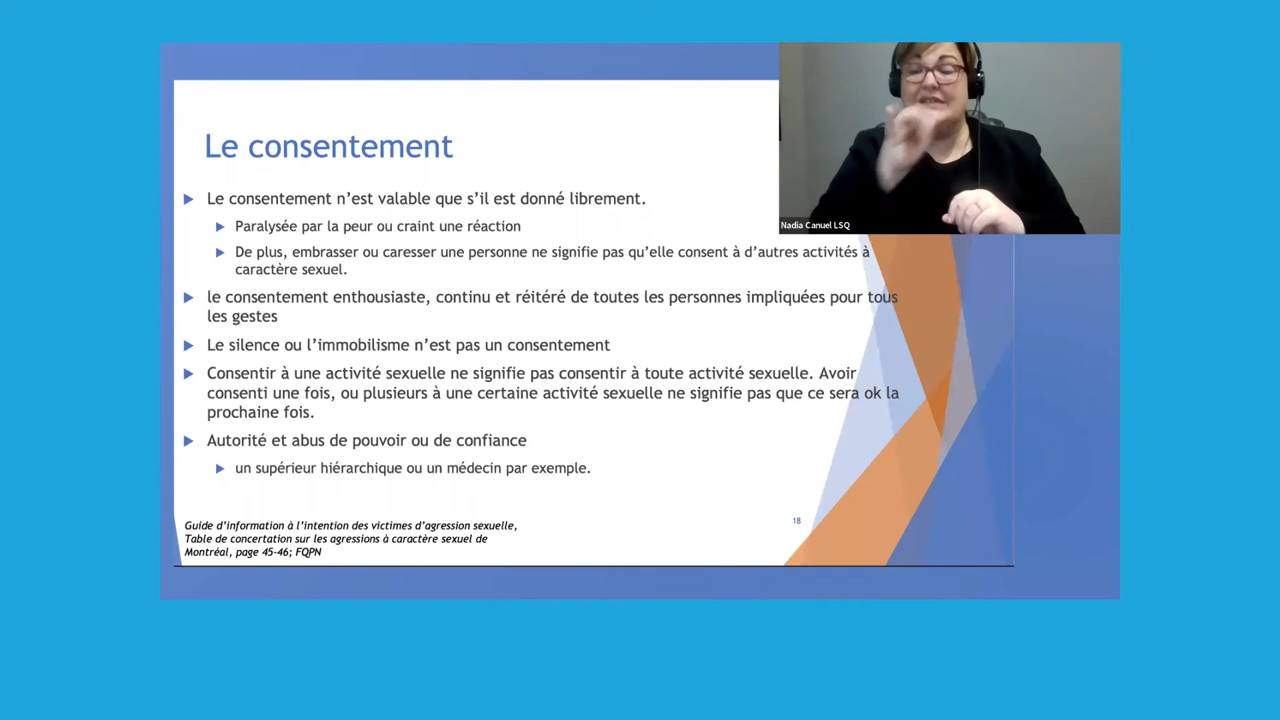 Le consentement
Le consentement n'est valable que s'il est donné librement.
Paralysée par la peur ou craint une réaction
De plus, embrasser ou caresser une personne ne signifie pas qu'elle consent à d'autres activités à
caractère sexuel.
le consentement enthousiaste, continu et réitéré de toutes les personnes impliquées pour tous
les gestes
Le silence ou l'immobilisme n'est pas un consentement
Consentir à une activité sexuelle ne signifie pas consentir à toute activité sexuelle. Avoir
consenti une fois, ou plusieurs à une certaine activité sexuelle ne signifie pas que ce sera ok la
prochaine fois.
Autorité et abus de pouvoir ou de confiance
un supérieur hiérarchique ou un médecin par exemple.
Guide d'information à l'intention des victimes d'agression sexuelle,
Table de concertation sur les agressions à caractère sexuel de
Montréal, page 45-46; FQPN
18
Nadia Canuel LSQ